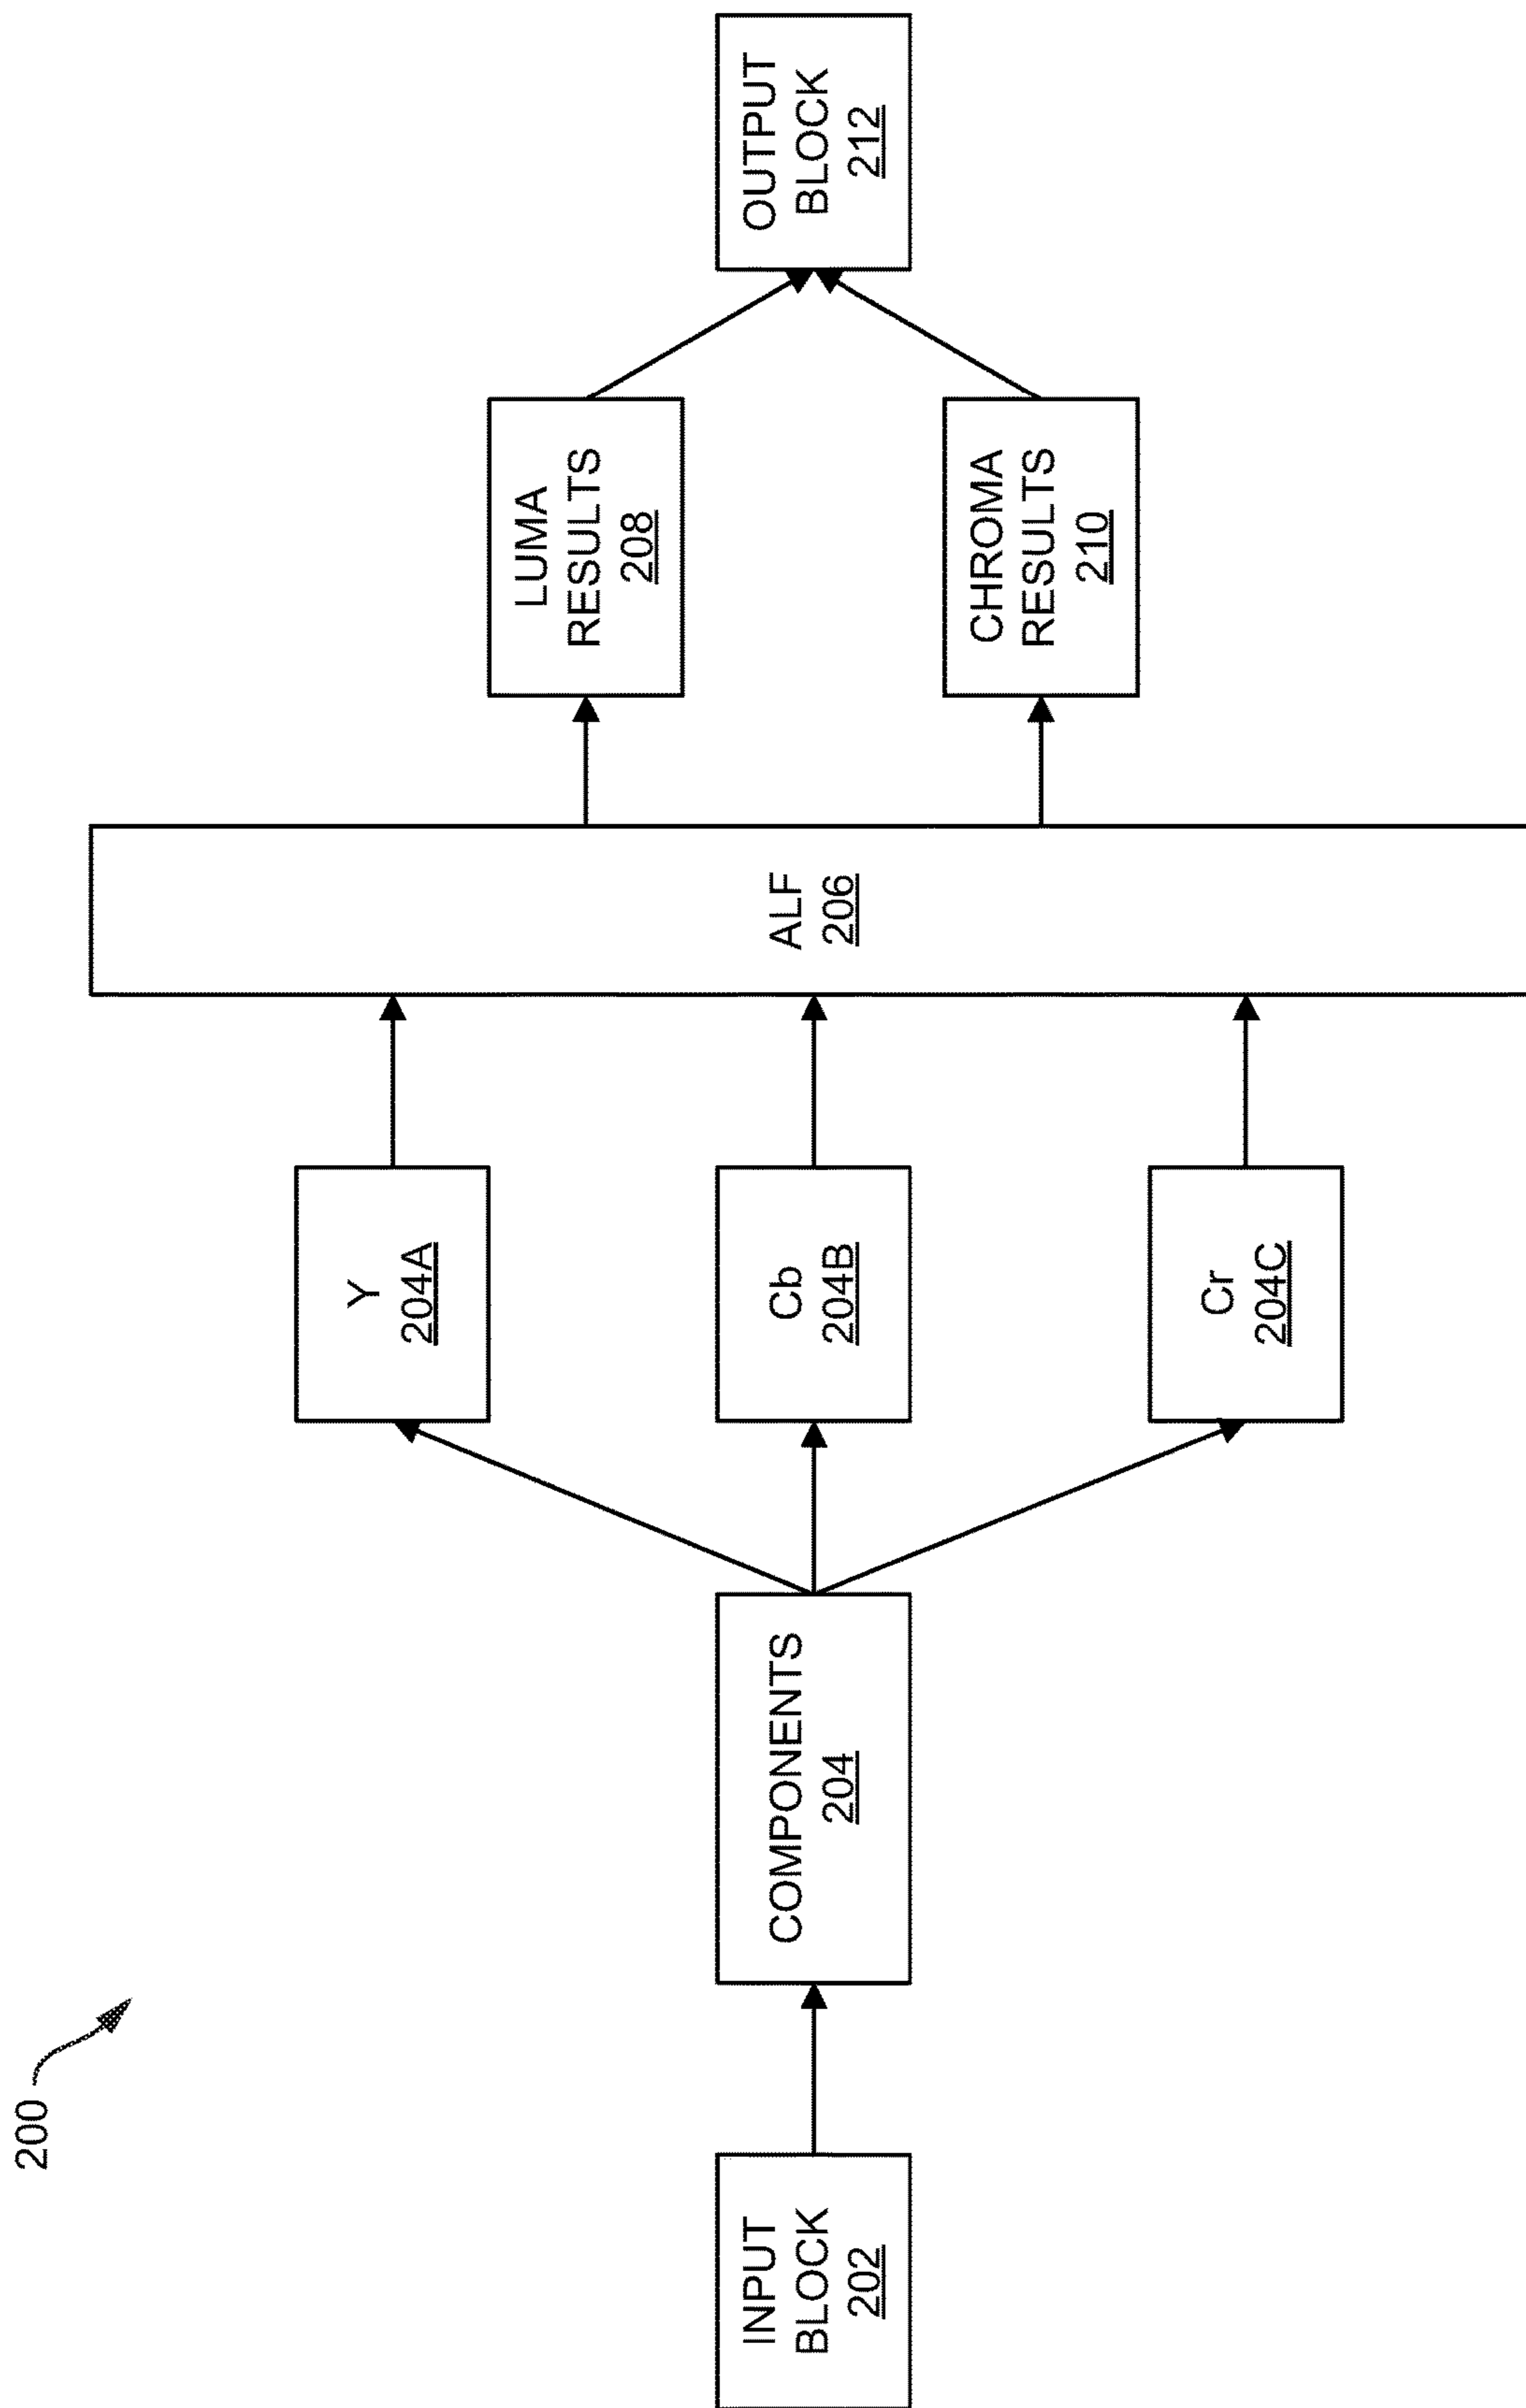 200
INPUT
BLOCK
202
COMPONENTS
204
Y
204A
Cb
204B
Cr
204C
ALF
206
LUMA
RESULTS
208
CHROMA
RESULTS
210
OUTPUT
BLOCK
212